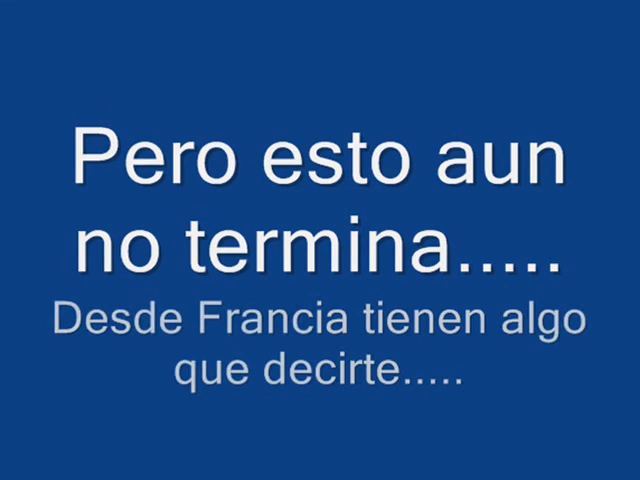 Pero esto aun
no termina.....
Desde Francia tienen algo
que decirte.....